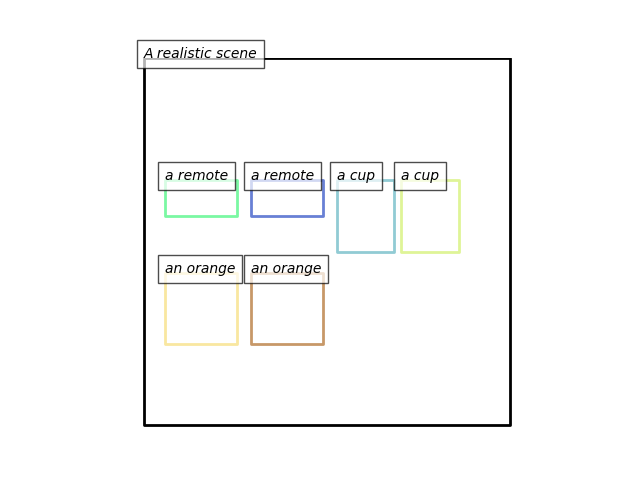 A realistic scene
a remote
a remote
a cup
a cup
an orange
an orange